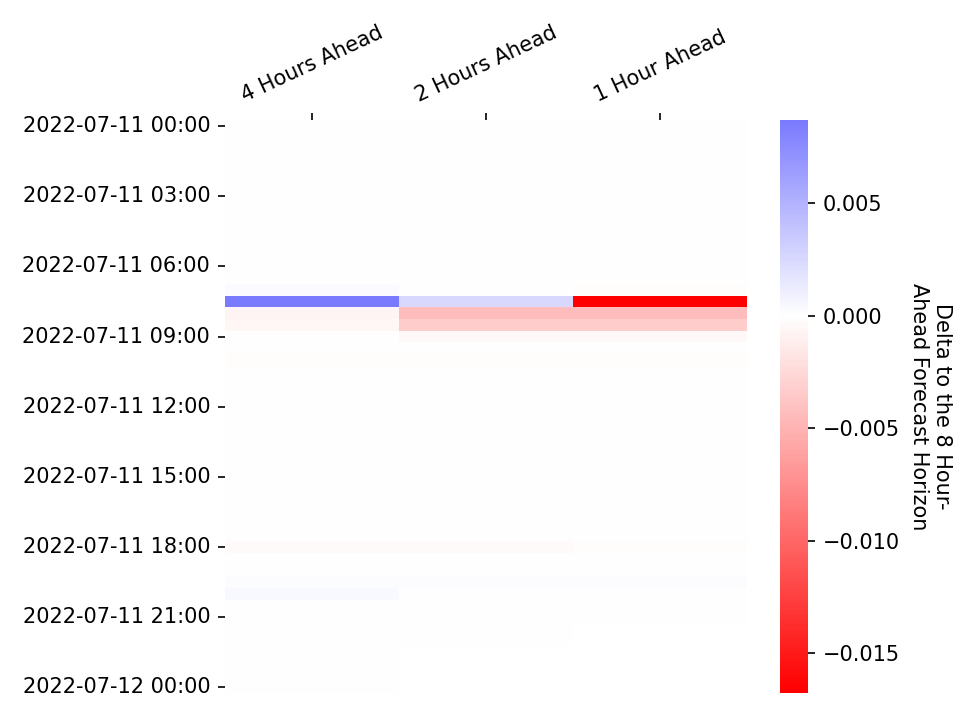 4 Hours Ahead
2 Hours Ahead
1 Hour Ahead
2022-07-11 00:00
2022-07-11 03:00
2022-07-11 06:00
2022-07-11 09:00
2022-07-11 12:00
2022-07-11 15:00
2022-07-11 18:00
2022-07-11 21:00
2022-07-12 00:00
0.005
0.000
−0.005
−0.010
−0.015
Delta to the 8 Hour-
Ahead Forecast Horizon